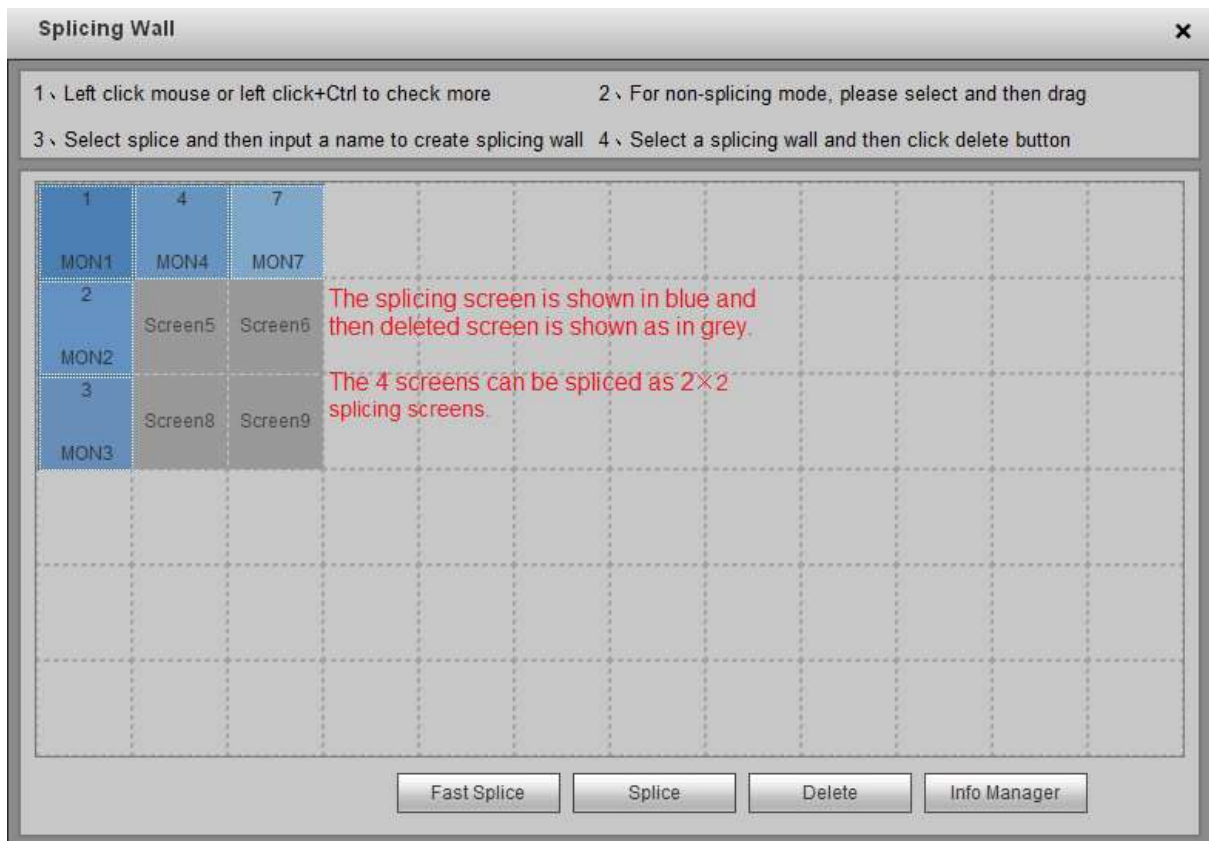 Splicing Wall
×
1、Left click mouse or left click+Ctrl to check more
2、For non-splicing mode, please select and then drag
3、Select splice and then input a name to create splicing wall
4、Select a splicing wall and then click delete button
1 4 7
MON1 MON4 MON7
2
MON2
Screen5 Screen6
The splicing screen is shown in blue and
then deleted screen is shown as in grey.
3
MON3
Screen8 Screen9
The 4 screens can be spliced as 2×2
splicing screens.
Fast Splice Splice Delete Info Manager